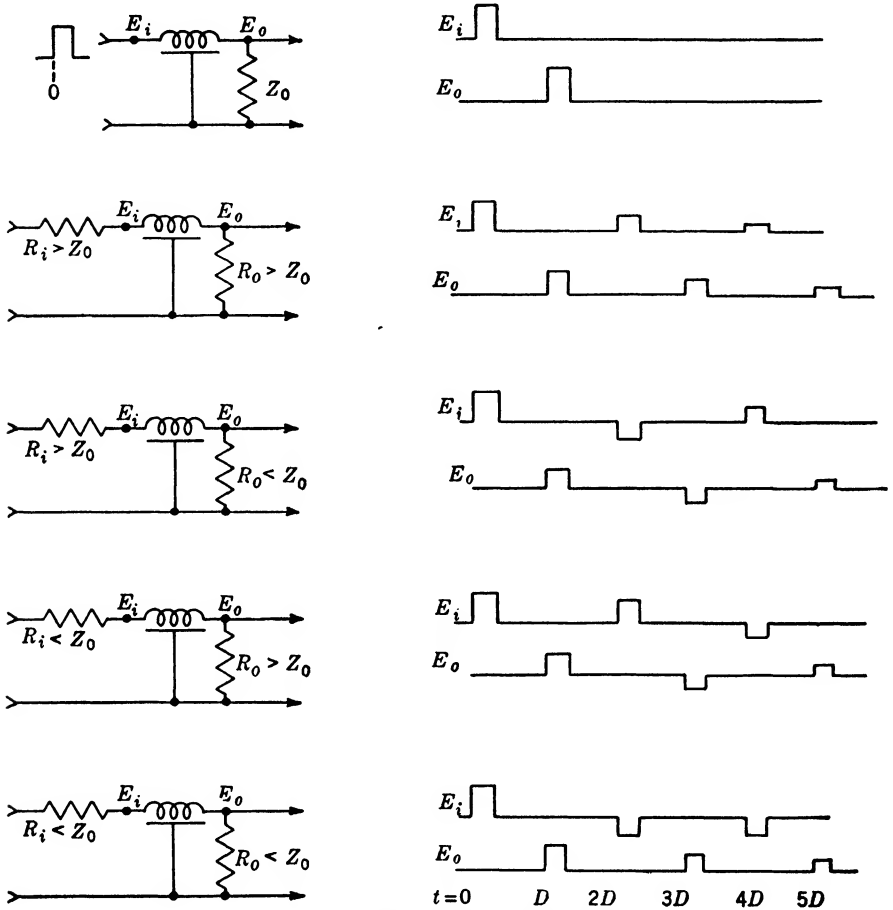 E_i E_o
E_i
0
Z_0
E_o
E_i E_o
R_i > Z_0
R_o > Z_0
E_ı
E_o
E_i E_o
R_i > Z_0
R_o < Z_0
E_i
E_o
E_i E_o
R_i < Z_0
R_o > Z_0
E_i
E_o
E_i E_o
R_i < Z_0
R_o < Z_0
E_i
E_o
t=0 D 2D 3D 4D 5D